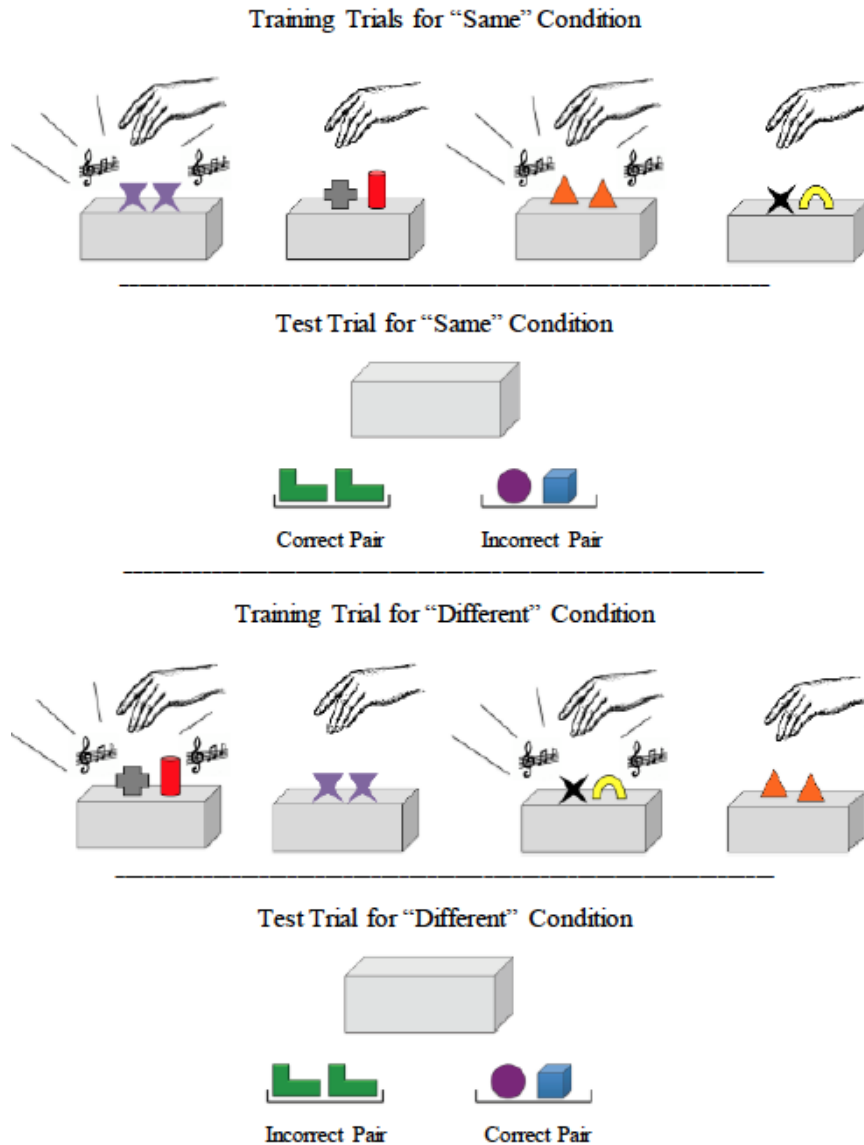 Training Trials for “Same” Condition
Test Trial for “Same” Condition
Correct Pair Incorrect Pair
Training Trial for “Different” Condition
Test Trial for “Different” Condition
Incorrect Pair Correct Pair